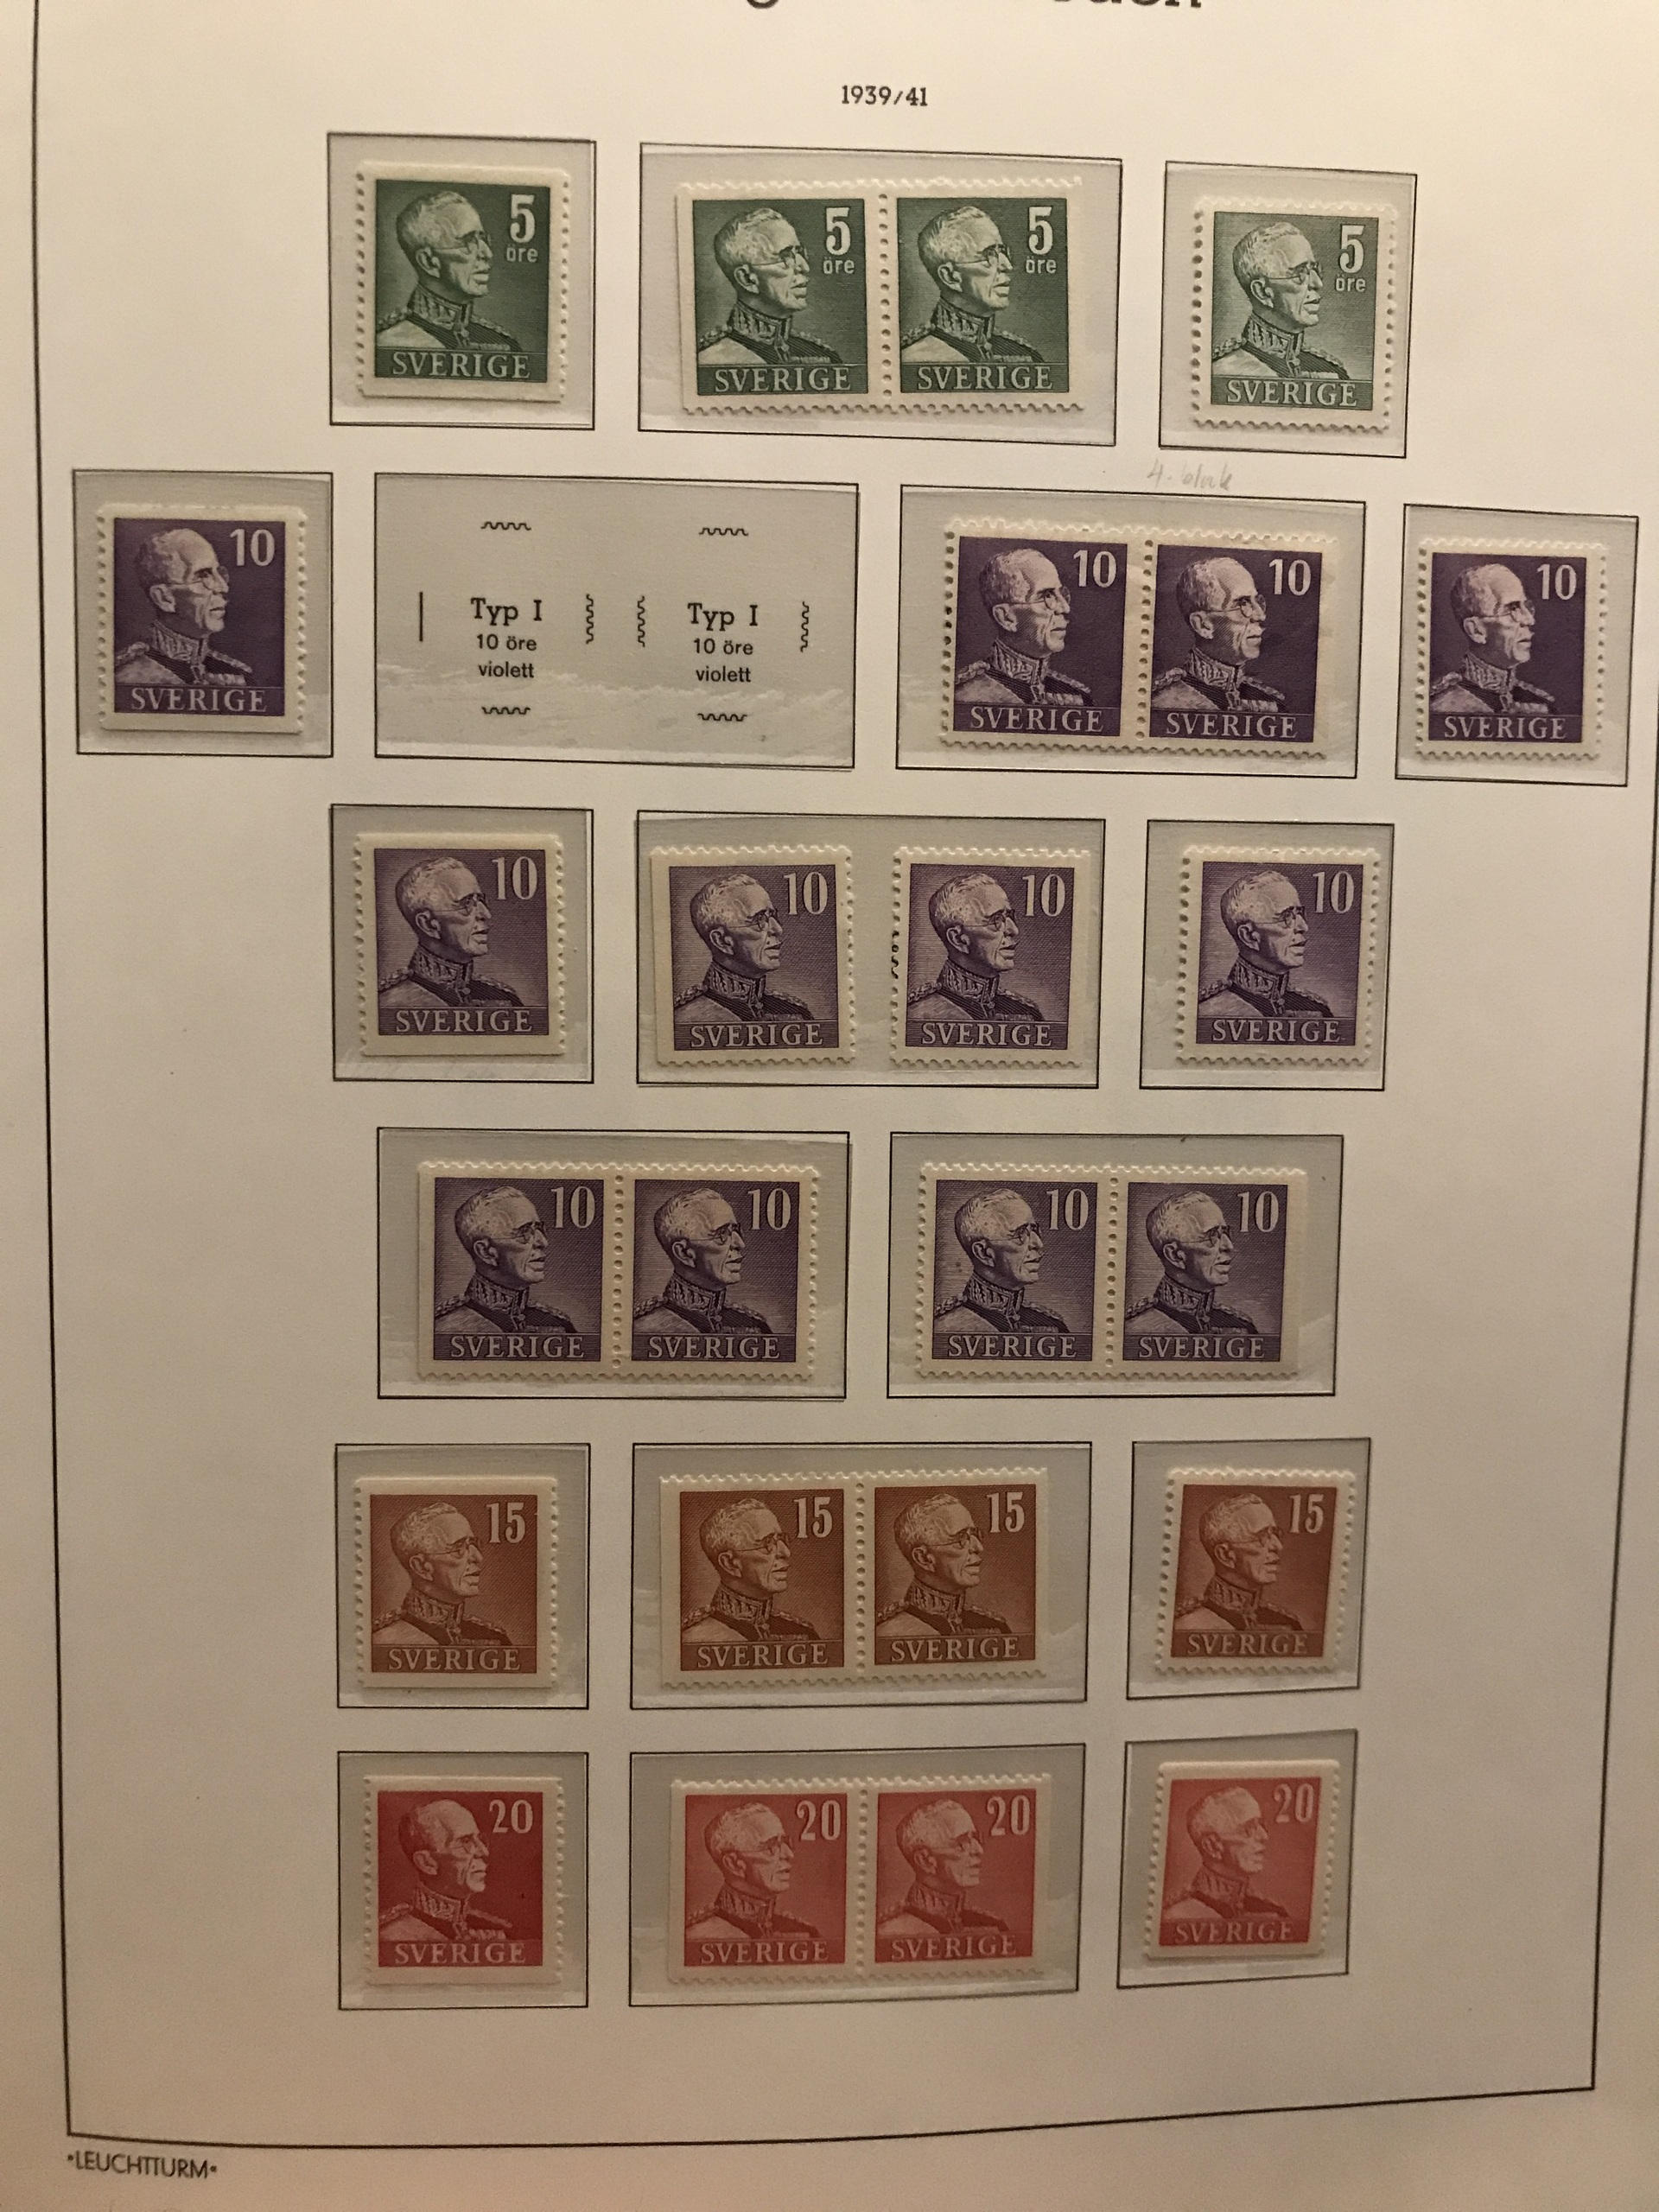 1939/41
5 öre SVERIGE
5 öre SVERIGE 5 öre SVERIGE
5 öre SVERIGE
4-block
10 SVERIGE
Typ I
10 öre
violett
Typ I
10 öre
violett
10 SVERIGE 10 SVERIGE
10 SVERIGE
10 SVERIGE
10 SVERIGE
10 SVERIGE
10 SVERIGE
10 SVERIGE 10 SVERIGE
10 SVERIGE 10 SVERIGE
15 SVERIGE
15 SVERIGE 15 SVERIGE
15 SVERIGE
20 SVERIGE
20 SVERIGE 20 SVERIGE
20 SVERIGE
*LEUCHTTURM*